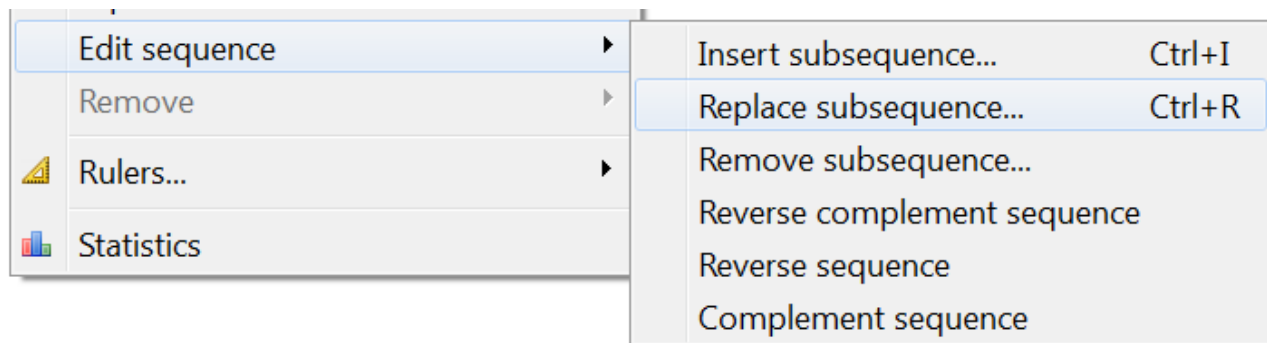 Edit sequence
Remove
Rulers...
Statistics
Insert subsequence... Ctrl+I
Replace subsequence... Ctrl+R
Remove subsequence...
Reverse complement sequence
Reverse sequence
Complement sequence